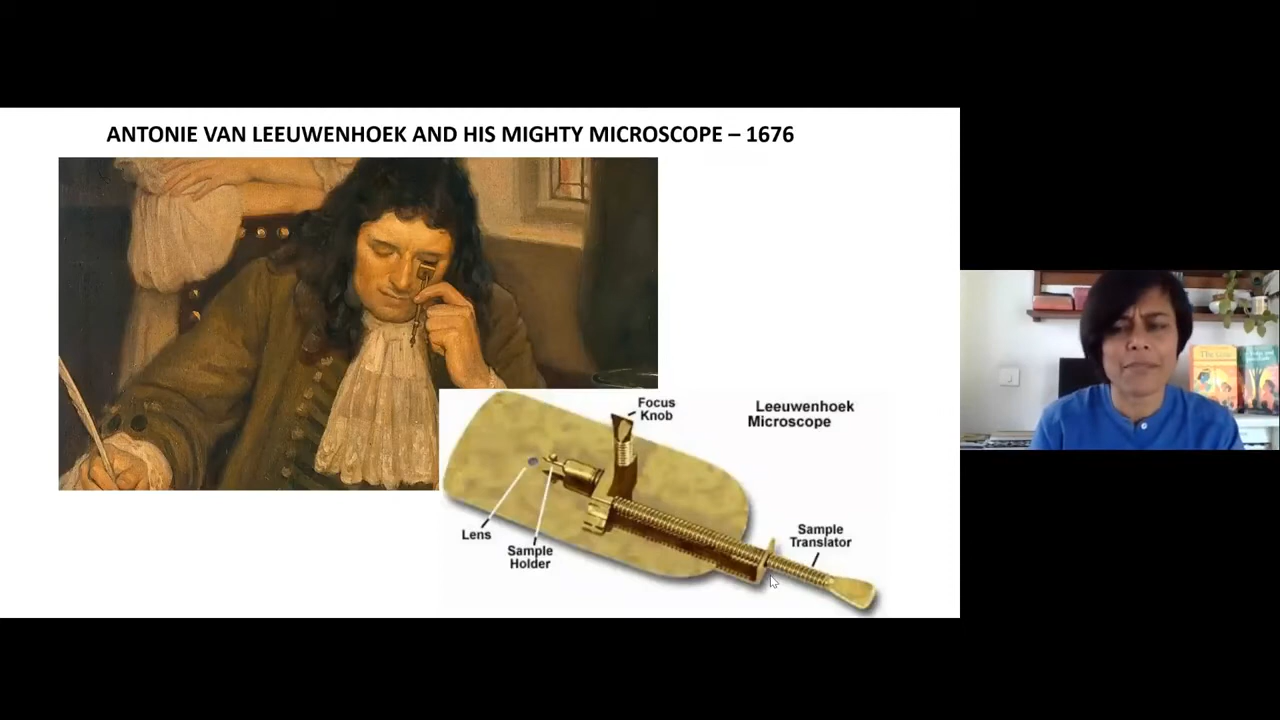 ANTONIE VAN LEEUWENHOEK AND HIS MIGHTY MICROSCOPE – 1676
Focus
Knob
Leeuwenhoek
Microscope
Lens
Sample
Holder
Sample
Translator